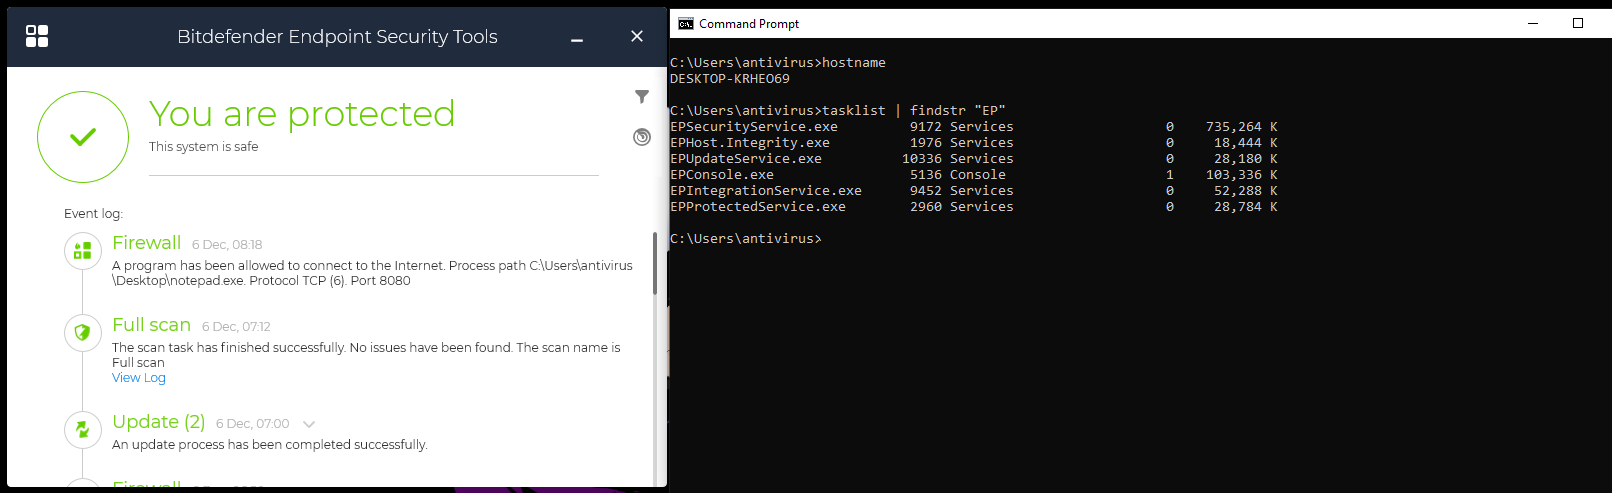 Bitdefender Endpoint Security Tools
You are protected
This system is safe
Event log:
Firewall 6 Dec, 08:18
A program has been allowed to connect to the Internet. Process path C:\Users\antivirus
\Desktop\notepad.exe. Protocol TCP (6). Port 8080
Full scan 6 Dec, 07:12
The scan task has finished successfully. No issues have been found. The scan name is
Full scan
View Log
Update (2) 6 Dec, 07:00
An update process has been completed successfully.
Firewall
Command Prompt
C:\Users\antivirus>hostname
DESKTOP-KRHEO69
C:\Users\antivirus>tasklist | findstr "EP"
EPSecurityService.exe 9172 Services 0 735,264 K
EPHost.Integrity.exe 1976 Services 0 18,444 K
EPUpdateService.exe 10336 Services 0 28,180 K
EPConsole.exe 5136 Console 1 103,336 K
EPIntegrationService.exe 9452 Services 0 52,288 K
EPProtectedService.exe 2960 Services 0 28,784 K
C:\Users\antivirus>